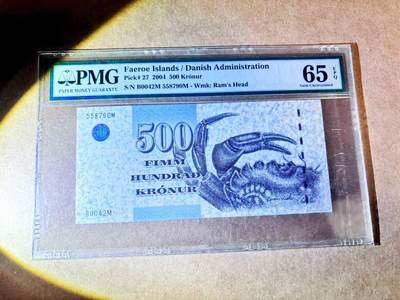 PMG
PAPER MONEY GUARANTY
Faeroe Islands / Danish Administration
Pick# 27 2004 500 Krónur
S/N B0042M 558790M - Wmk: Ram's Head
65 EPQ
Gem Uncirculated
558790M
500
FIMM
HUNDRAÐ
KRÓNUR
B0042M